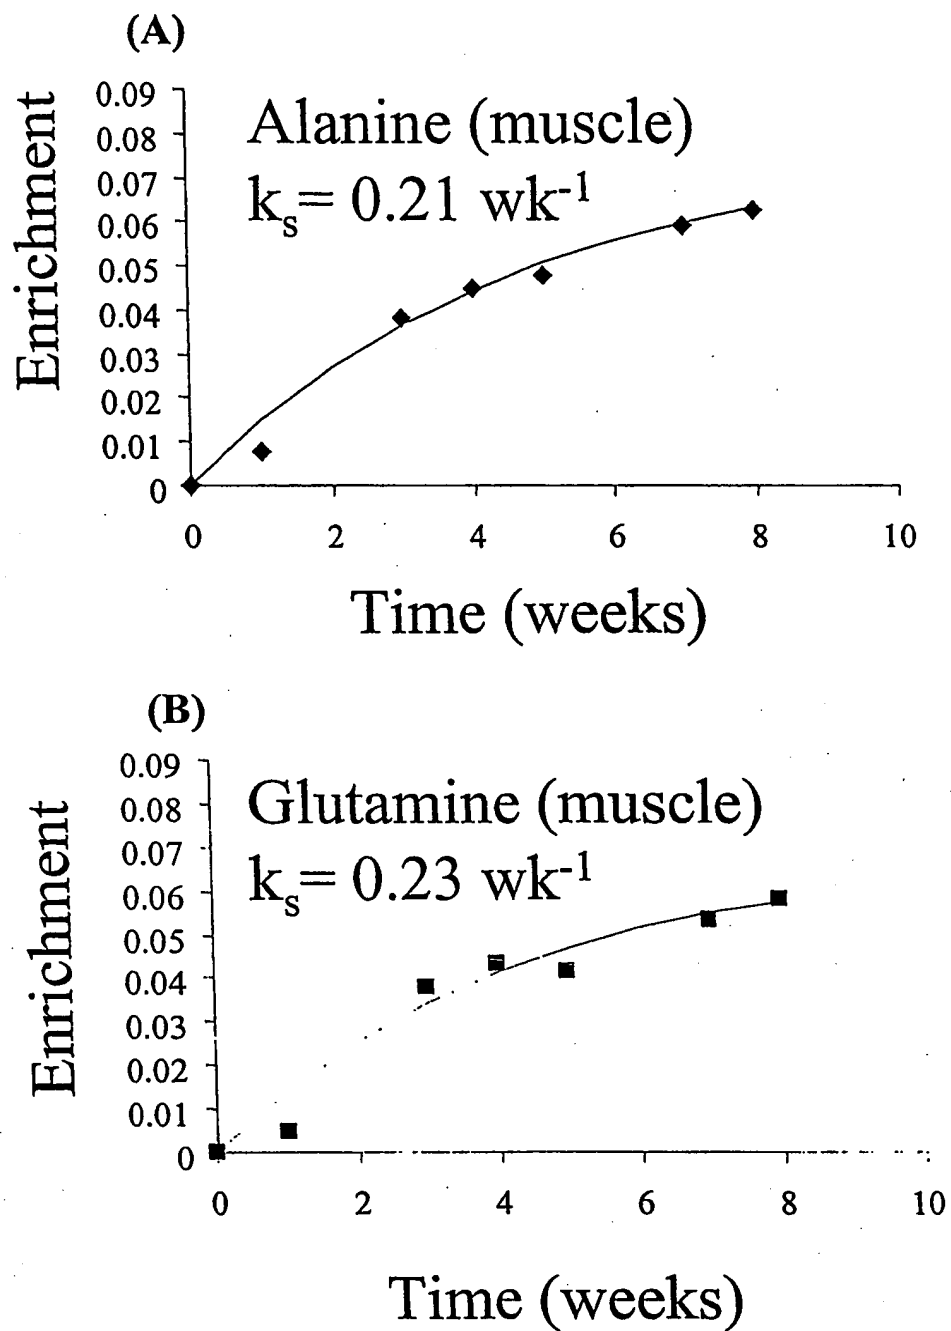 (A)
Enrichment
0.09
0.08
0.07
0.06
0.05
0.04
0.03
0.02
0.01
0
Alanine (muscle)
kₛ= 0.21 wk⁻¹
0 2 4 6 8 10
Time (weeks)
(B)
Enrichment
0.09
0.08
0.07
0.06
0.05
0.04
0.03
0.02
0.01
0
Glutamine (muscle)
kₛ= 0.23 wk⁻¹
0 2 4 6 8 10
Time (weeks)